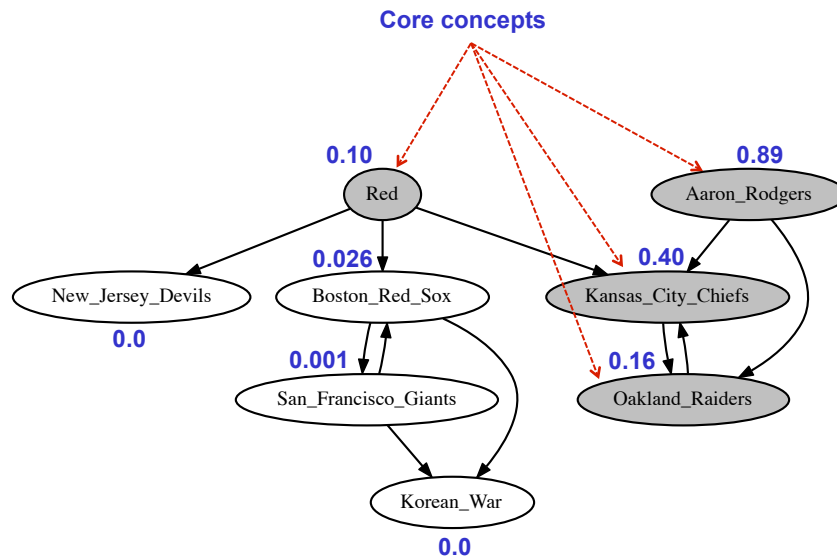 Core concepts
0.10
0.89
Red
Aaron_Rodgers
0.026
0.40
New_Jersey_Devils
Boston_Red_Sox
Kansas_City_Chiefs
0.0
0.001
0.16
San_Francisco_Giants
Oakland_Raiders
Korean_War
0.0